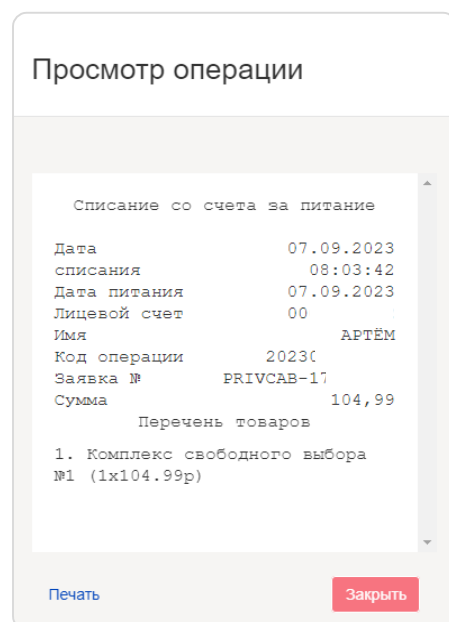 Просмотр операции
Списание со счета за питание
Дата 07.09.2023
списания 08:03:42
Дата питания 07.09.2023
Лицевой счет 00
Имя АРТЁМ
Код операции 20230
Заявка № PRIVCAB-17
Сумма 104,99
Перечень товаров
1. Комплекс свободного выбора
№1 (1x104.99р)
Печать
Закрыть